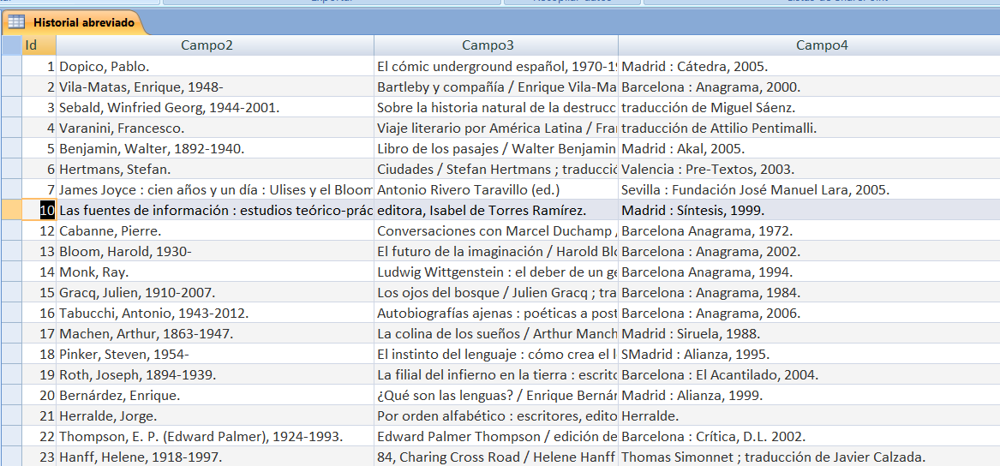 Historial abreviado
Id Campo2 Campo3 Campo4
1 Dopico, Pablo. El cómic underground español, 1970-19 Madrid : Cátedra, 2005.
2 Vila-Matas, Enrique, 1948- Bartleby y compañía / Enrique Vila-Ma Barcelona : Anagrama, 2000.
3 Sebald, Winfried Georg, 1944-2001. Sobre la historia natural de la destrucc traducción de Miguel Sáenz.
4 Varanini, Francesco. Viaje literario por América Latina / Fra traducción de Attilio Pentimalli.
5 Benjamin, Walter, 1892-1940. Libro de los pasajes / Walter Benjamin Madrid : Akal, 2005.
6 Hertmans, Stefan. Ciudades / Stefan Hertmans ; traducció Valencia : Pre-Textos, 2003.
7 James Joyce : cien años y un día : Ulises y el Bloom Antonio Rivero Taravillo (ed.) Sevilla : Fundación José Manuel Lara, 2005.
10 Las fuentes de información : estudios teórico-prác editora, Isabel de Torres Ramírez. Madrid : Síntesis, 1999.
12 Cabanne, Pierre. Conversaciones con Marcel Duchamp / Barcelona Anagrama, 1972.
13 Bloom, Harold, 1930- El futuro de la imaginación / Harold Blo Barcelona : Anagrama, 2002.
14 Monk, Ray. Ludwig Wittgenstein : el deber de un ge Barcelona Anagrama, 1994.
15 Gracq, Julien, 1910-2007. Los ojos del bosque / Julien Gracq ; tra Barcelona : Anagrama, 1984.
16 Tabucchi, Antonio, 1943-2012. Autobiografías ajenas : poéticas a post Barcelona : Anagrama, 2006.
17 Machen, Arthur, 1863-1947. La colina de los sueños / Arthur Manch Madrid : Siruela, 1988.
18 Pinker, Steven, 1954- El instinto del lenguaje : cómo crea el l SMadrid : Alianza, 1995.
19 Roth, Joseph, 1894-1939. La filial del infierno en la tierra : escrito Barcelona : El Acantilado, 2004.
20 Bernárdez, Enrique. ¿Qué son las lenguas? / Enrique Bernár Madrid : Alianza, 1999.
21 Herralde, Jorge. Por orden alfabético : escritores, edito Herralde.
22 Thompson, E. P. (Edward Palmer), 1924-1993. Edward Palmer Thompson / edición de Barcelona : Crítica, D.L. 2002.
23 Hanff, Helene, 1918-1997. 84, Charing Cross Road / Helene Hanff Thomas Simonnet ; traducción de Javier Calzada.